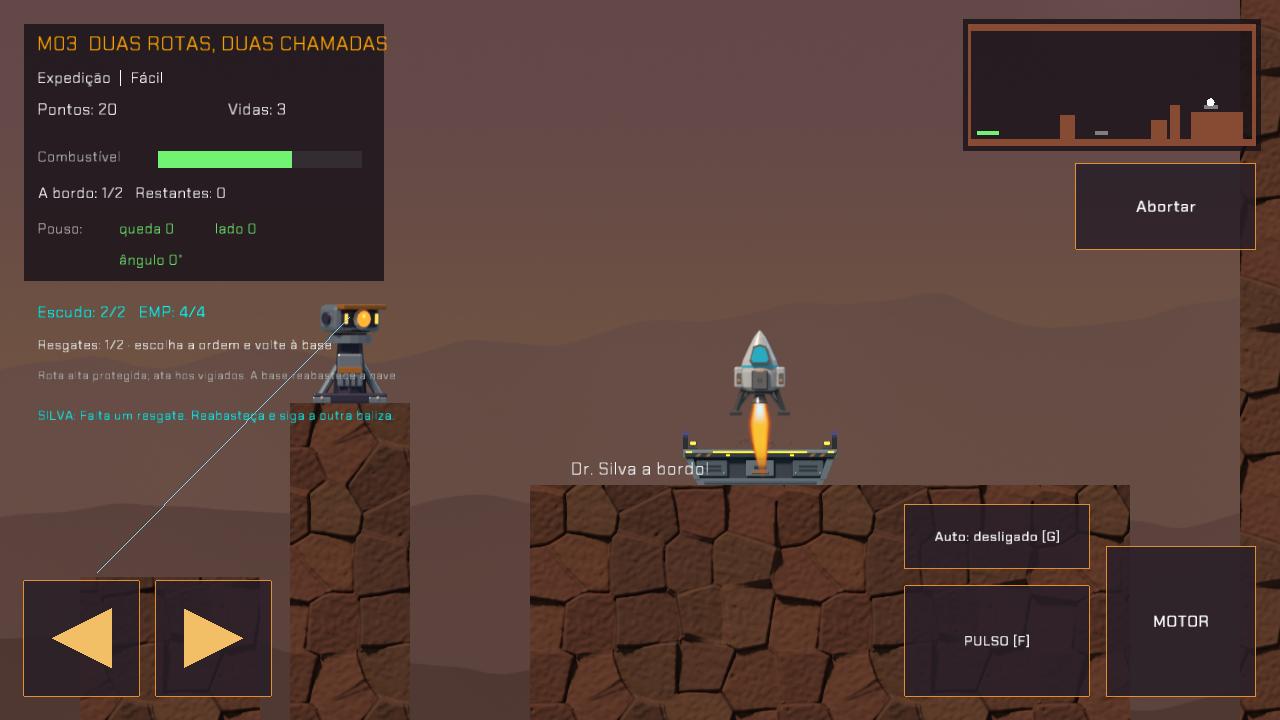 M03 DUAS ROTAS, DUAS CHAMADAS
Expedição | Fácil
Pontos: 20 Vidas: 3
Combustível
A bordo: 1/2 Restantes: 0
Pouso: queda 0 lado 0
ângulo 0°
Abortar
Escudo: 2/2 EMP: 4/4
Resgates: 1/2 · escolha a ordem e volte à base
Rota alta protegida; atalhos vigiados. A base reabastece a nave
SILVA: Falta um resgate. Reabasteça e siga a outra baliza.
Dr. Silva a bordo!
Auto: desligado [G]
PULSO [F]
MOTOR